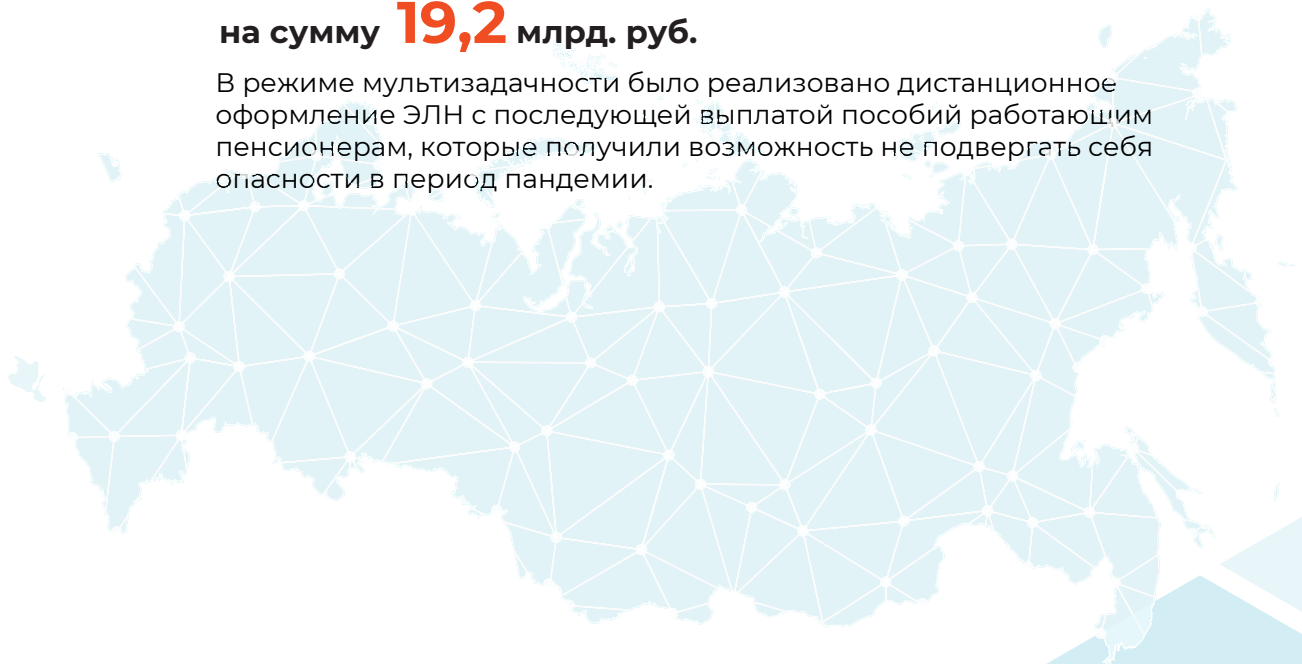 на сумму 19,2 млрд. руб.
В режиме мультизадачности было реализовано дистанционное
оформление ЭЛН с последующей выплатой пособий работающим
пенсионерам, которые получили возможность не подвергать себя
опасности в период пандемии.